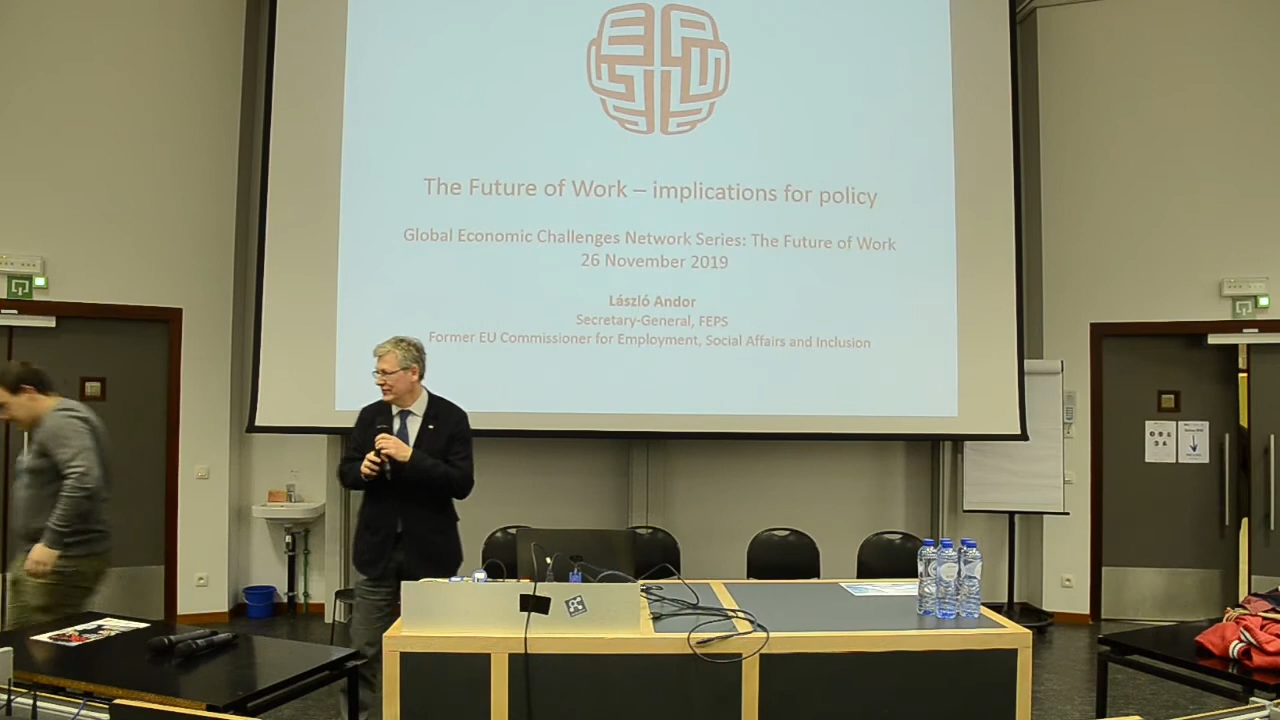 The Future of Work – implications for policy
Global Economic Challenges Network Series: The Future of Work
26 November 2019
László Andor
Secretary-General, FEPS
Former EU Commissioner for Employment, Social Affairs and Inclusion